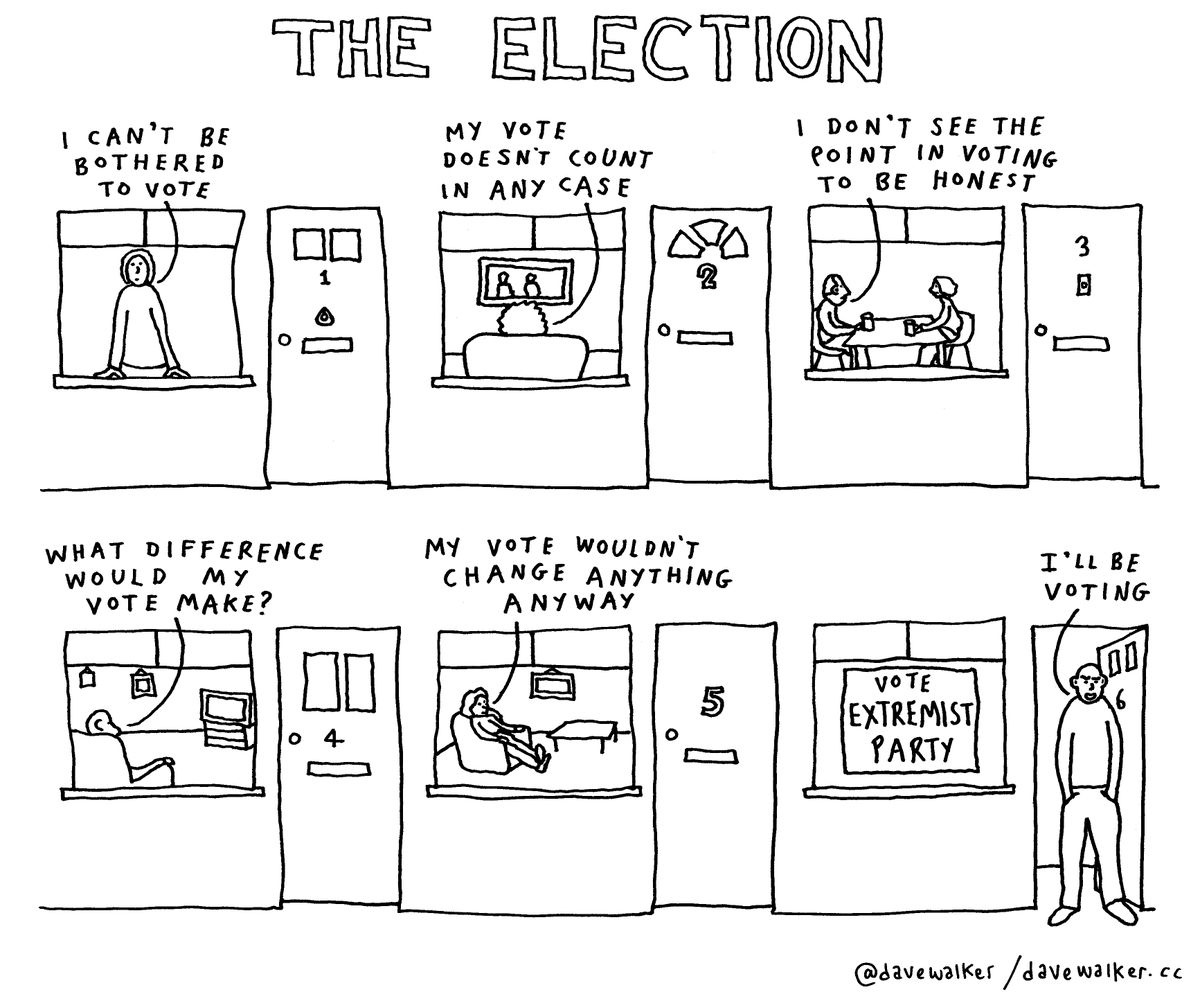 THE ELECTION
I CAN'T BE
BOTHERED
TO VOTE
MY VOTE
DOESN'T COUNT
IN ANY CASE
I DON'T SEE THE
POINT IN VOTING
TO BE HONEST
1
2
3
WHAT DIFFERENCE
WOULD MY
VOTE MAKE?
MY VOTE WOULDN'T
CHANGE ANYTHING
ANYWAY
I'LL BE
VOTING
4
5
VOTE
EXTREMIST
PARTY
6
@davewalker / davewalker.cc